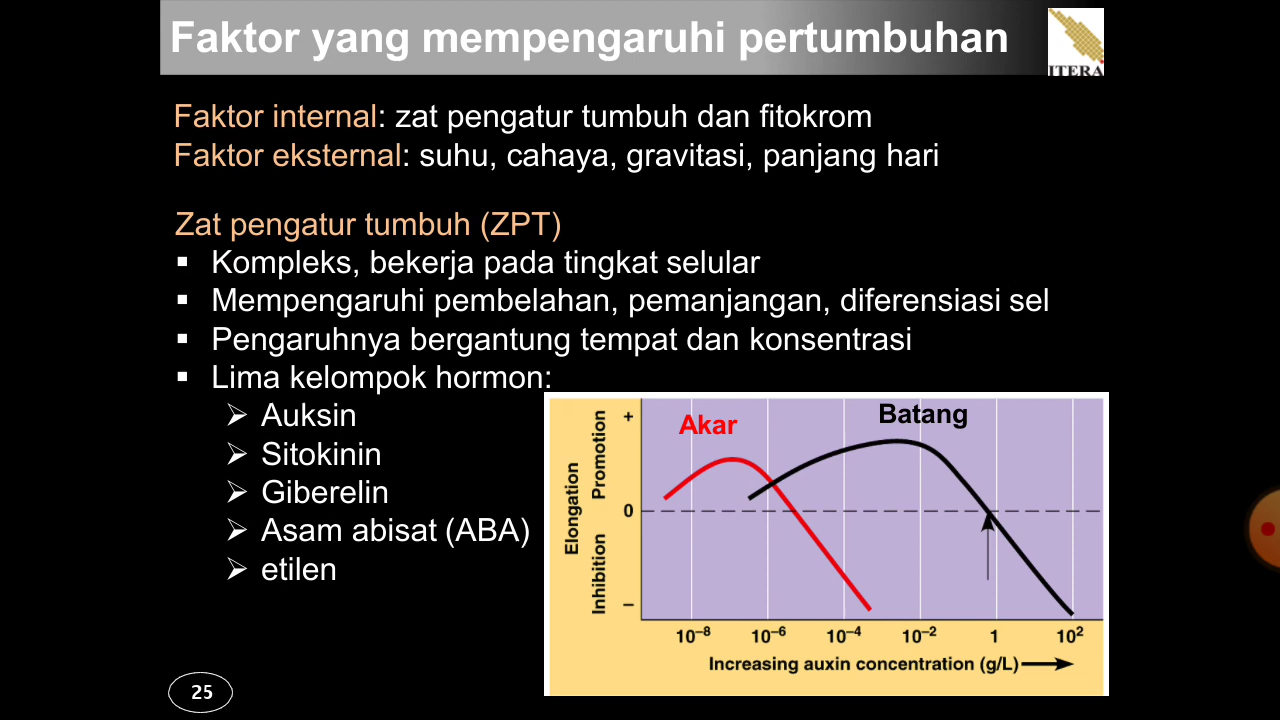 Faktor yang mempengaruhi pertumbuhan
ITERA
Faktor internal: zat pengatur tumbuh dan fitokrom
Faktor eksternal: suhu, cahaya, gravitasi, panjang hari
Zat pengatur tumbuh (ZPT)
▪ Kompleks, bekerja pada tingkat selular
▪ Mempengaruhi pembelahan, pemanjangan, diferensiasi sel
▪ Pengaruhnya bergantung tempat dan konsentrasi
▪ Lima kelompok hormon:
➢ Auksin
➢ Sitokinin
➢ Giberelin
➢ Asam abisat (ABA)
➢ etilen
Akar
Batang
Elongation
Promotion
Inhibition
+
0
–
10⁻⁸ 10⁻⁶ 10⁻⁴ 10⁻² 1 10²
Increasing auxin concentration (g/L)
25